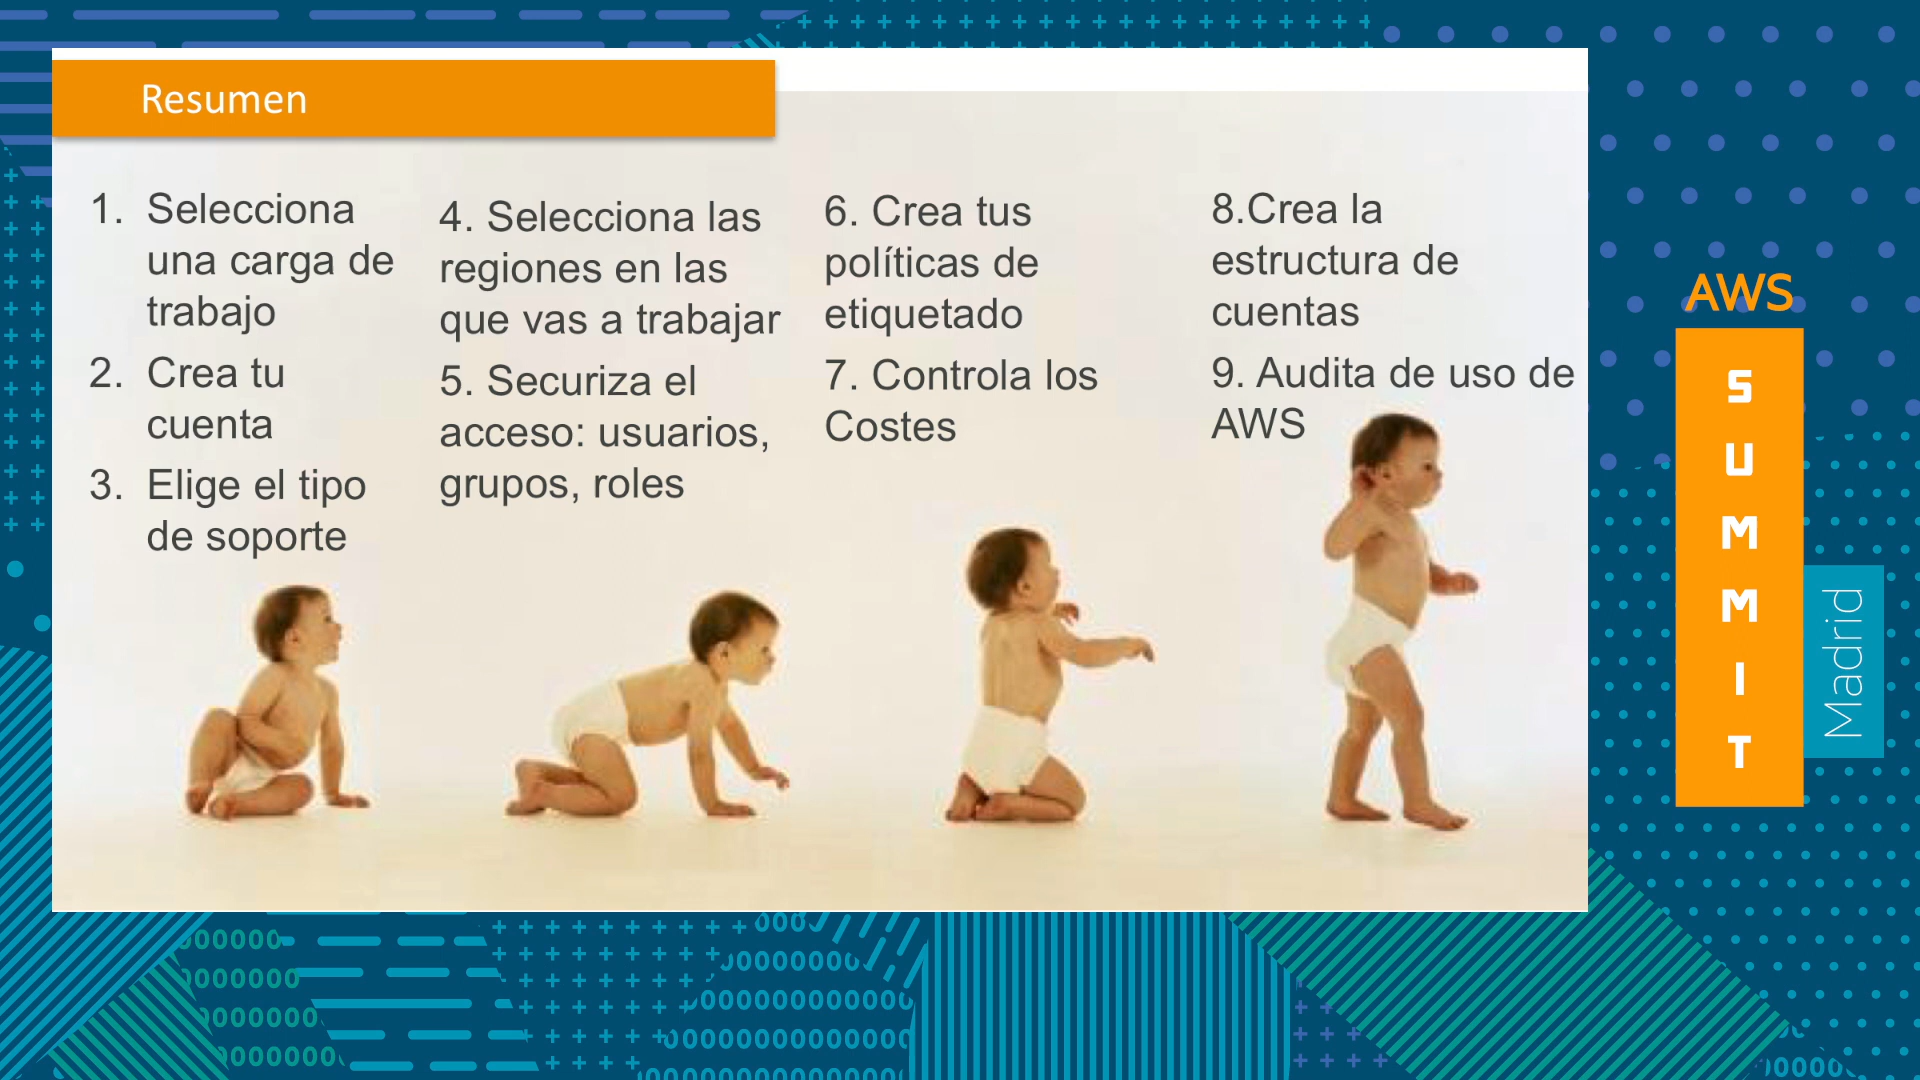 Resumen
1. Selecciona
una carga de
trabajo
2. Crea tu
cuenta
3. Elige el tipo
de soporte
4. Selecciona las
regiones en las
que vas a trabajar
5. Securiza el
acceso: usuarios,
grupos, roles
6. Crea tus
políticas de
etiquetado
7. Controla los
Costes
8.Crea la
estructura de
cuentas
9. Audita de uso de
AWS
AWS
SUMMIT
Madrid